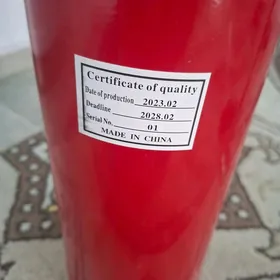 Certificate of quality
Date of production 2023.02
Deadline 2028.02
Serial No. 01
MADE IN CHINA